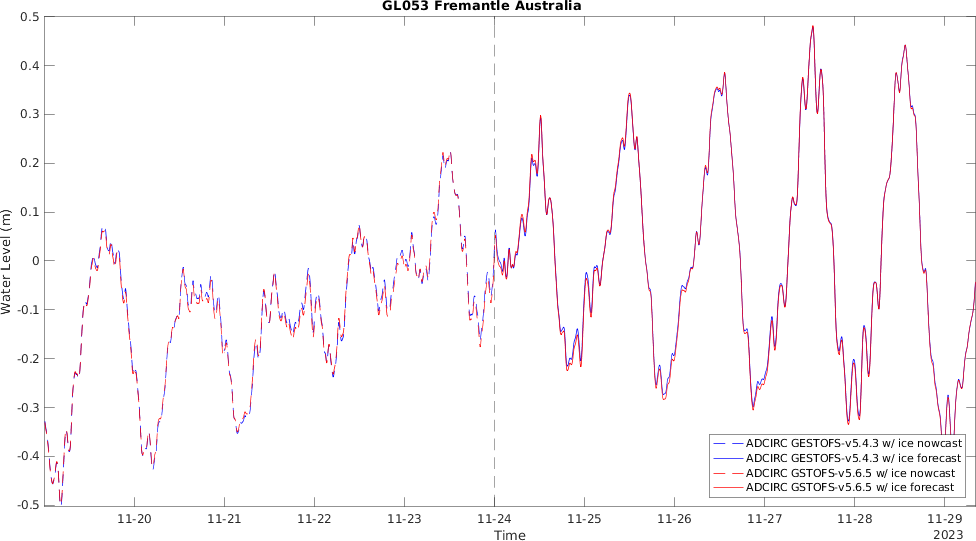 GL053 Fremantle Australia
0.5
0.4
0.3
0.2
0.1
0
-0.1
-0.2
-0.3
-0.4
-0.5
Water Level (m)
ADCIRC GESTOFS-v5.4.3 w/ ice nowcast
ADCIRC GESTOFS-v5.4.3 w/ ice forecast
ADCIRC GSTOFS-v5.6.5 w/ ice nowcast
ADCIRC GSTOFS-v5.6.5 w/ ice forecast
11-20 11-21 11-22 11-23 11-24 11-25 11-26 11-27 11-28 11-29
Time 2023